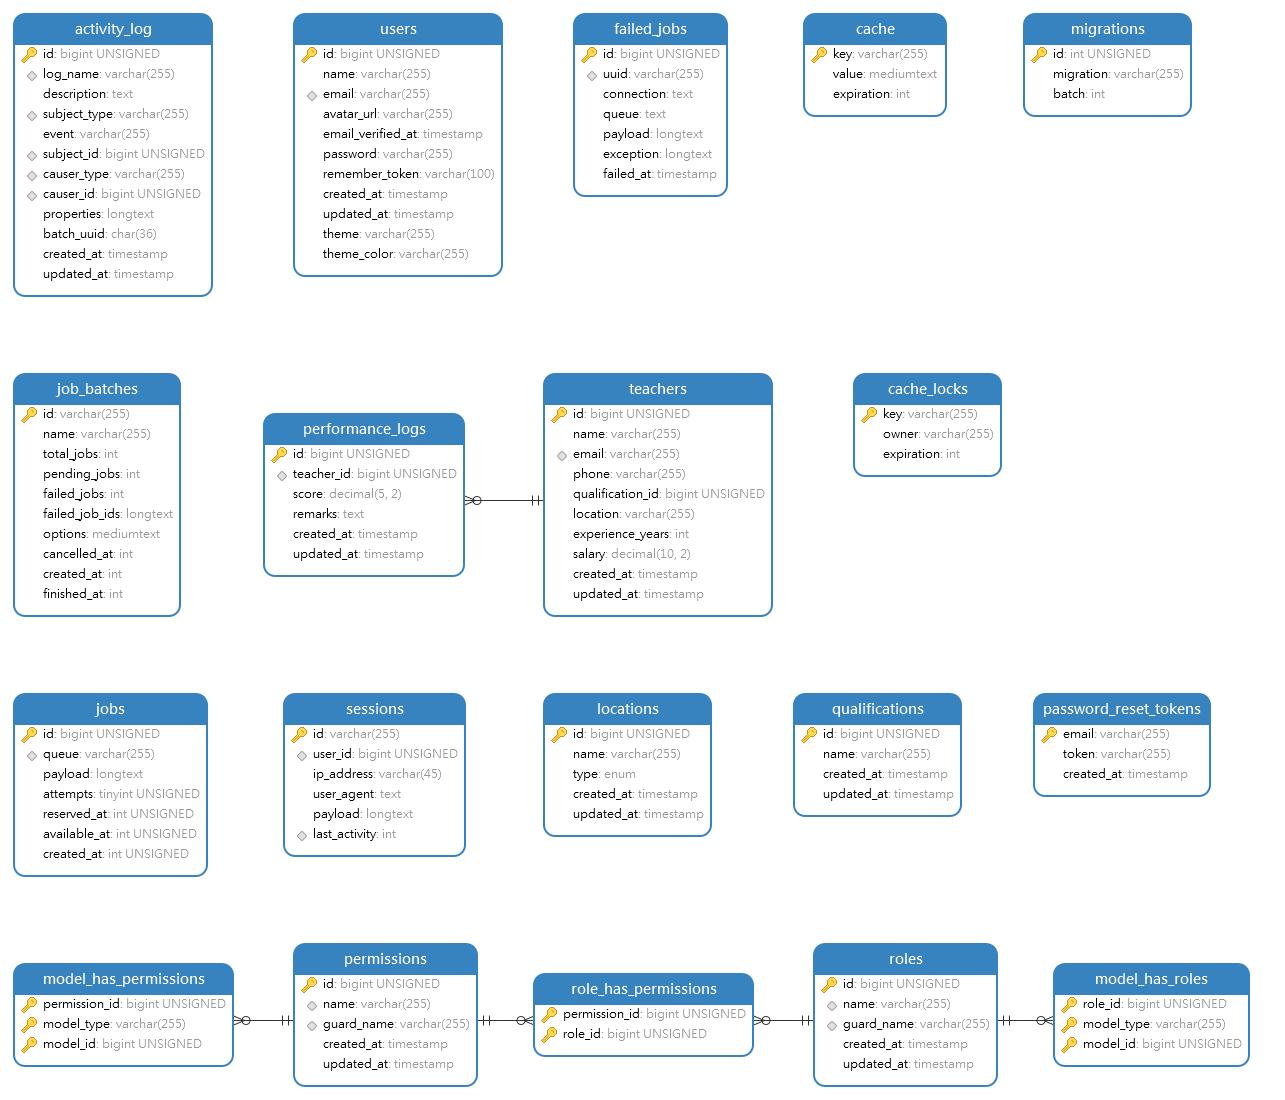 activity_log
id: bigint UNSIGNED
log_name: varchar(255)
description: text
subject_type: varchar(255)
event: varchar(255)
subject_id: bigint UNSIGNED
causer_type: varchar(255)
causer_id: bigint UNSIGNED
properties: longtext
batch_uuid: char(36)
created_at: timestamp
updated_at: timestamp
users
id: bigint UNSIGNED
name: varchar(255)
email: varchar(255)
avatar_url: varchar(255)
email_verified_at: timestamp
password: varchar(255)
remember_token: varchar(100)
created_at: timestamp
updated_at: timestamp
theme: varchar(255)
theme_color: varchar(255)
failed_jobs
id: bigint UNSIGNED
uuid: varchar(255)
connection: text
queue: text
payload: longtext
exception: longtext
failed_at: timestamp
cache
key: varchar(255)
value: mediumtext
expiration: int
migrations
id: int UNSIGNED
migration: varchar(255)
batch: int
job_batches
id: varchar(255)
name: varchar(255)
total_jobs: int
pending_jobs: int
failed_jobs: int
failed_job_ids: longtext
options: mediumtext
cancelled_at: int
created_at: int
finished_at: int
performance_logs
id: bigint UNSIGNED
teacher_id: bigint UNSIGNED
score: decimal(5, 2)
remarks: text
created_at: timestamp
updated_at: timestamp
teachers
id: bigint UNSIGNED
name: varchar(255)
email: varchar(255)
phone: varchar(255)
qualification_id: bigint UNSIGNED
location: varchar(255)
experience_years: int
salary: decimal(10, 2)
created_at: timestamp
updated_at: timestamp
cache_locks
key: varchar(255)
owner: varchar(255)
expiration: int
jobs
id: bigint UNSIGNED
queue: varchar(255)
payload: longtext
attempts: tinyint UNSIGNED
reserved_at: int UNSIGNED
available_at: int UNSIGNED
created_at: int UNSIGNED
sessions
id: varchar(255)
user_id: bigint UNSIGNED
ip_address: varchar(45)
user_agent: text
payload: longtext
last_activity: int
locations
id: bigint UNSIGNED
name: varchar(255)
type: enum
created_at: timestamp
updated_at: timestamp
qualifications
id: bigint UNSIGNED
name: varchar(255)
created_at: timestamp
updated_at: timestamp
password_reset_tokens
email: varchar(255)
token: varchar(255)
created_at: timestamp
model_has_permissions
permission_id: bigint UNSIGNED
model_type: varchar(255)
model_id: bigint UNSIGNED
permissions
id: bigint UNSIGNED
name: varchar(255)
guard_name: varchar(255)
created_at: timestamp
updated_at: timestamp
role_has_permissions
permission_id: bigint UNSIGNED
role_id: bigint UNSIGNED
roles
id: bigint UNSIGNED
name: varchar(255)
guard_name: varchar(255)
created_at: timestamp
updated_at: timestamp
model_has_roles
role_id: bigint UNSIGNED
model_type: varchar(255)
model_id: bigint UNSIGNED